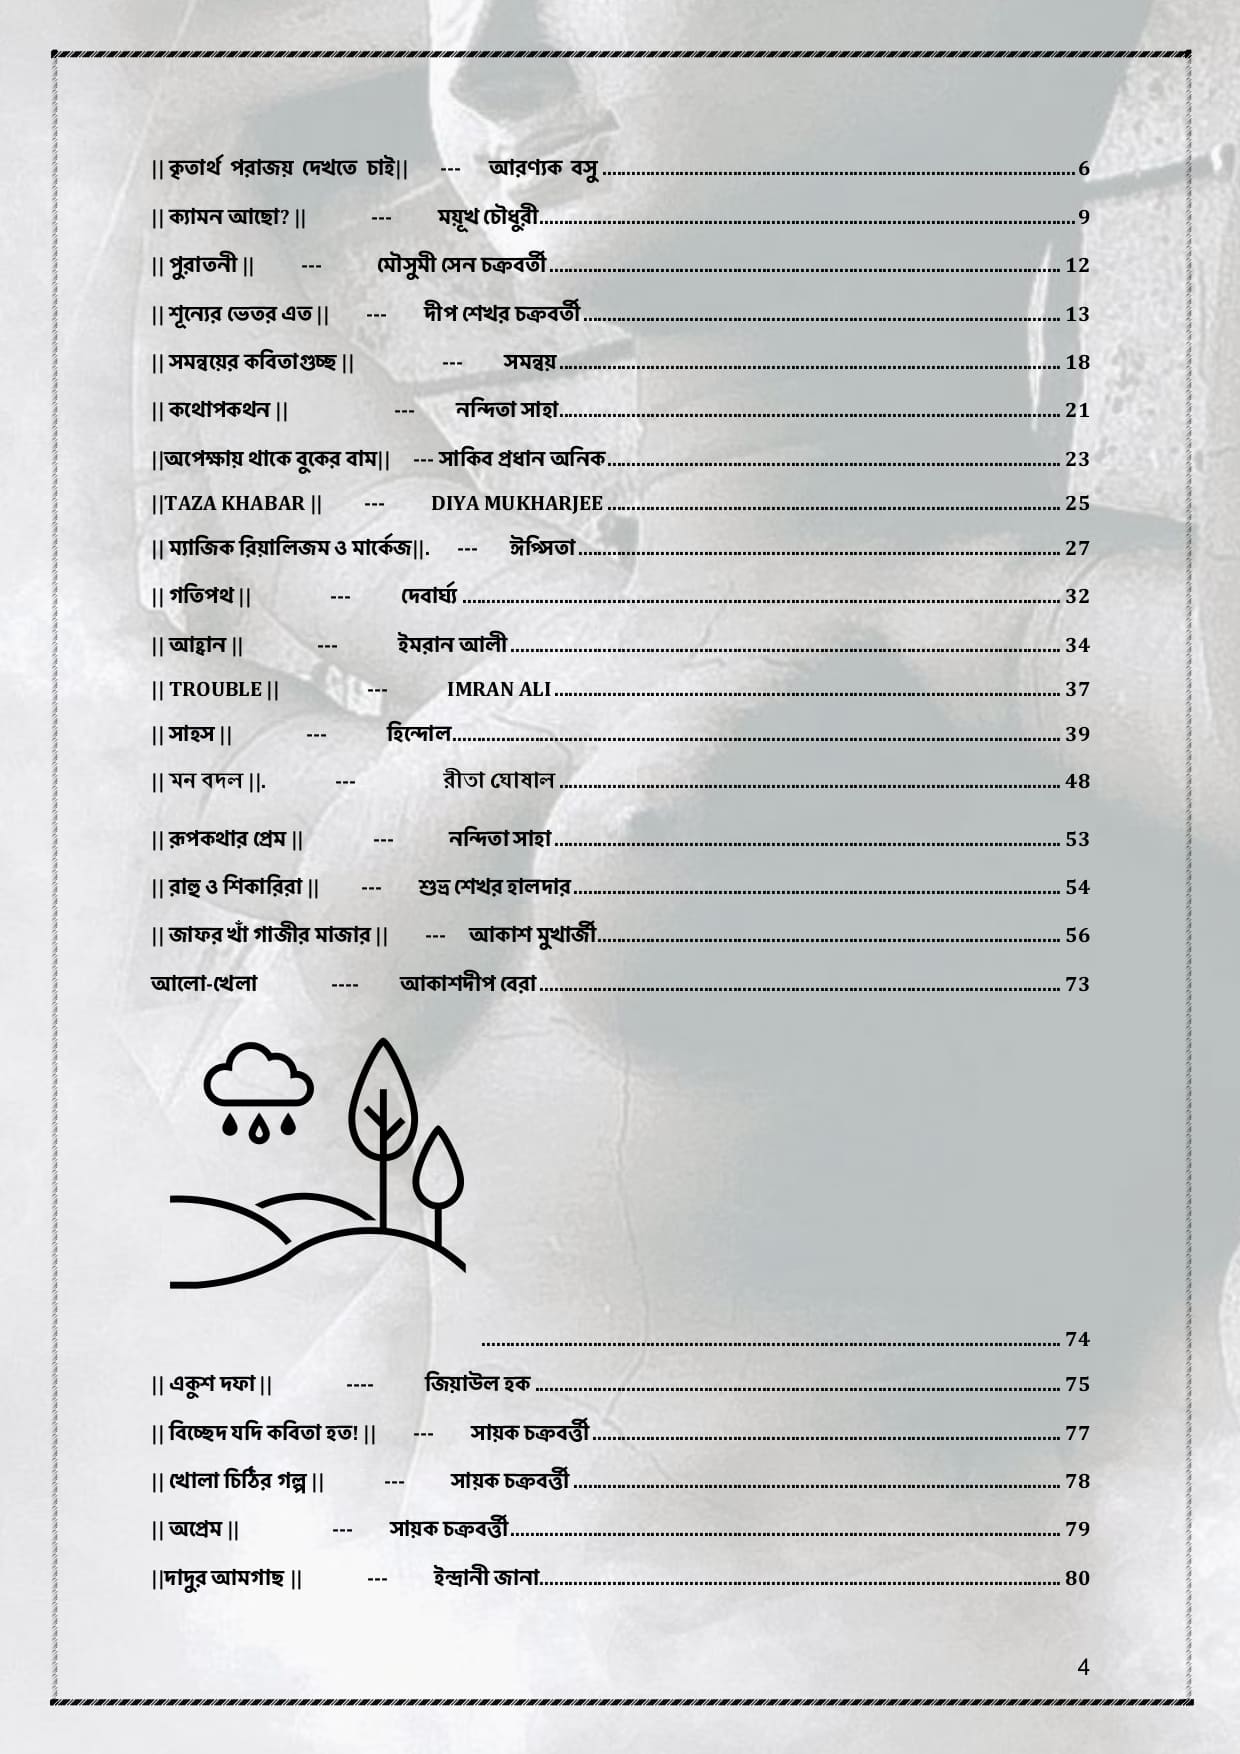 || কৃতার্থ পরাজয় দেখতে চাই|| --- আরণ্যক বসু ........ 6
|| ক্যামন আছো? || --- ময়ূখ চৌধুরী........ 9
|| পুরাতনী || --- মৌসুমী সেন চক্রবর্তী ........ 12
|| শূন্যের ভেতর এত || --- দীপ শেখর চক্রবর্তী ........ 13
|| সমন্বয়ের কবিতাগুচ্ছ || --- সমন্বয় ........ 18
|| কথোপকথন || --- নন্দিতা সাহা........ 21
||অপেক্ষায় থাকে বুকের বাম|| --- সাকিব প্রধান অনিক........ 23
||TAZA KHABAR || --- DIYA MUKHARJEE ........ 25
|| ম্যাজিক রিয়ালিজম ও মার্কেজ||. --- ঈপ্সিতা ........ 27
|| গতিপথ || --- দেবার্ঘ্য ........ 32
|| আহ্বান || --- ইমরান আলী ........ 34
|| TROUBLE || --- IMRAN ALI ........ 37
|| সাহস || --- হিন্দোল........ 39
|| মন বদল ||. --- রীতা ঘোষাল ........ 48
|| রূপকথার প্রেম || --- নন্দিতা সাহা ........ 53
|| রাহু ও শিকারিরা || --- শুভ্র শেখর হালদার ........ 54
|| জাফর খাঁ গাজীর মাজার || --- আকাশ মুখার্জী........ 56
আলো-খেলা ---- আকাশদীপ বেরা ........ 73
........ 74
|| একুশ দফা || ---- জিয়াউল হক ........ 75
|| বিচ্ছেদ যদি কবিতা হত! || --- সায়ক চক্রবর্ত্তী ........ 77
|| খোলা চিঠির গল্প || --- সায়ক চক্রবর্ত্তী ........ 78
|| অপ্রেম || --- সায়ক চক্রবর্ত্তী........ 79
||দাদুর আমগাছ || --- ইন্দ্রানী জানা........ 80
4